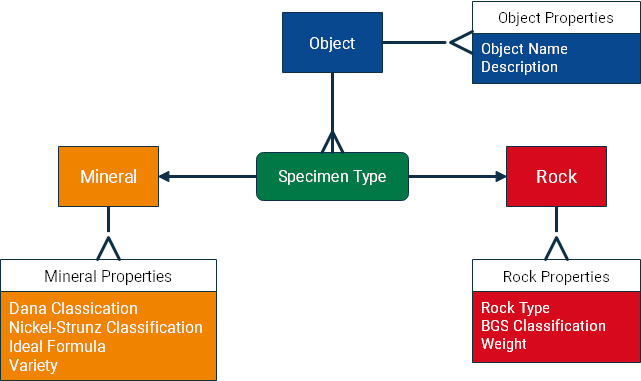 Object
Object Properties
Object Name
Description
Mineral
Specimen Type
Rock
Mineral Properties
Dana Classication
Nickel-Strunz Classification
Ideal Formula
Variety
Rock Properties
Rock Type
BGS Classification
Weight